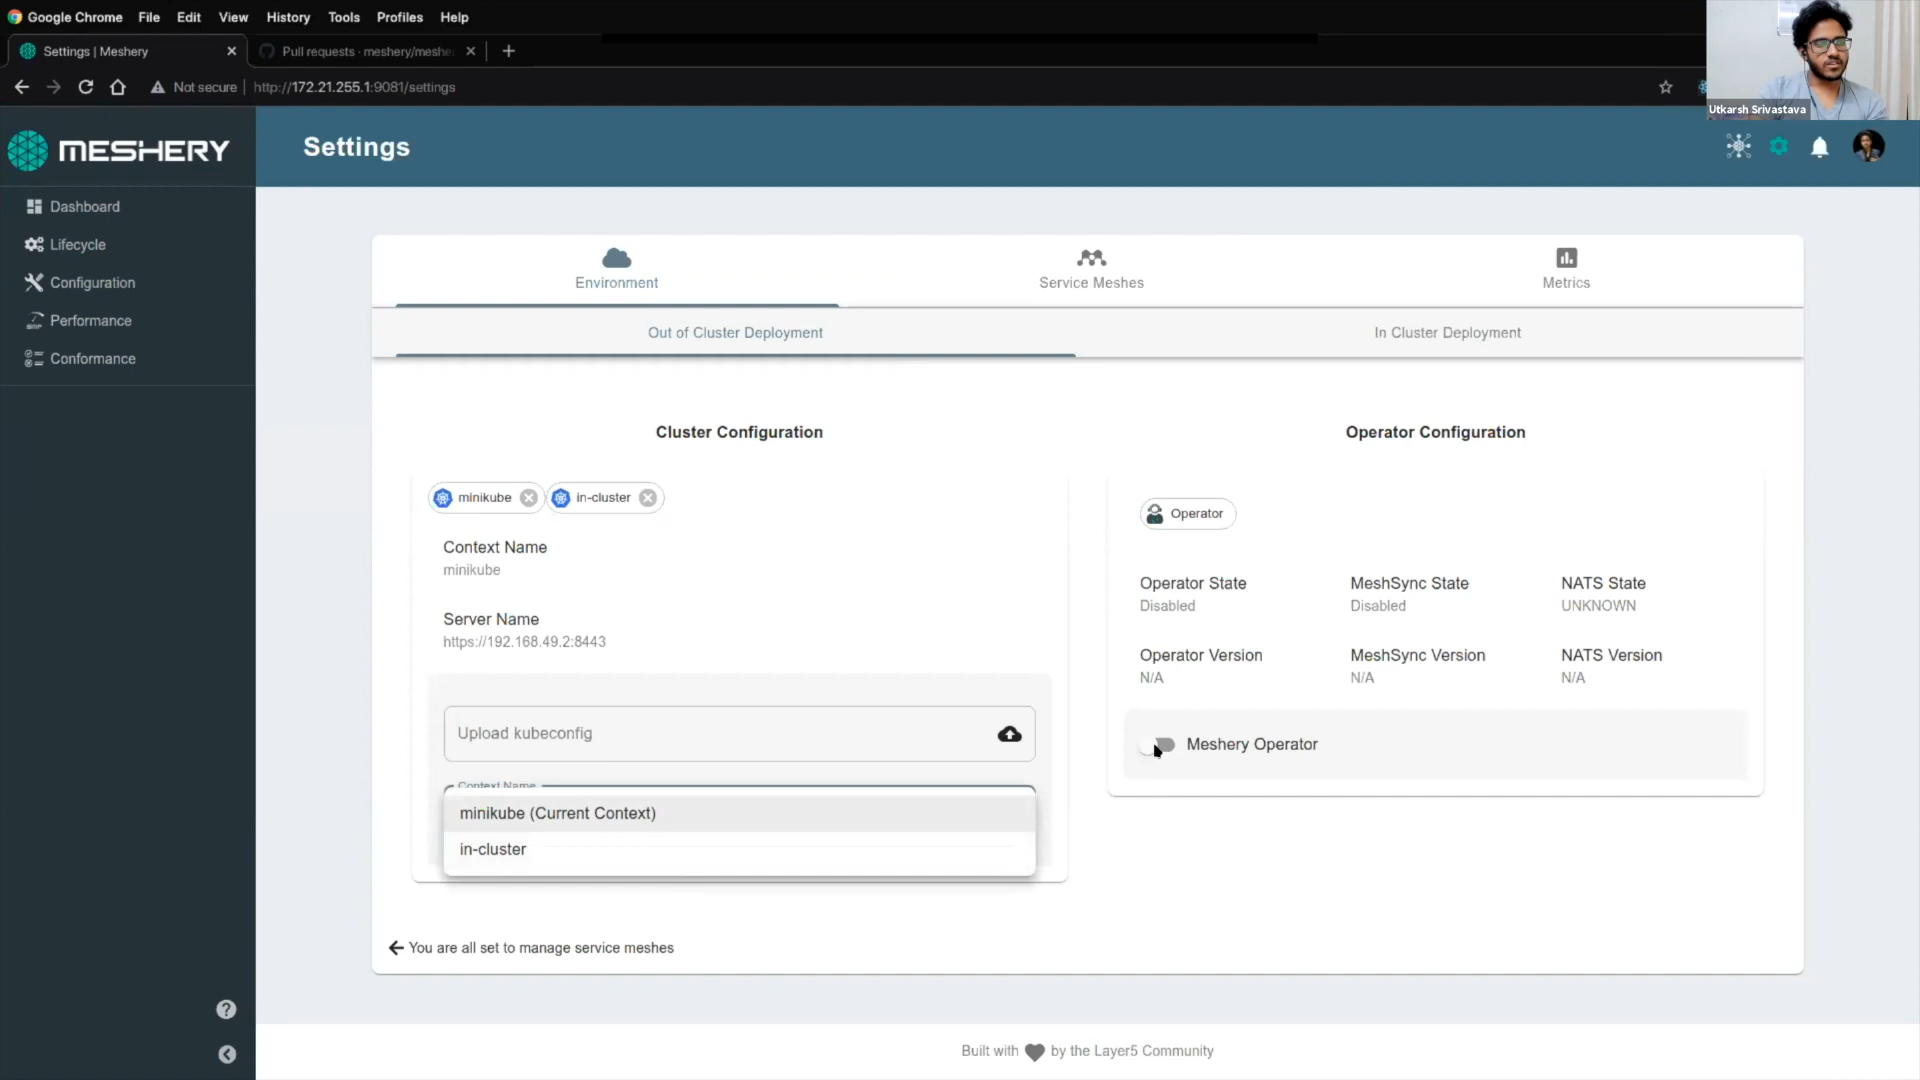 Google Chrome File Edit View History Tools Profiles Help
Settings | Meshery
Pull requests · meshery/meshe
Not secure http://172.21.255.1:9081/settings
Utkarsh Srivastava
MESHERY
Settings
Dashboard
Lifecycle
Configuration
Performance
Conformance
Environment
Service Meshes
Metrics
Out of Cluster Deployment
In Cluster Deployment
Cluster Configuration
minikube
in-cluster
Context Name
minikube
Server Name
https://192.168.49.2:8443
Upload kubeconfig
Context Name
minikube (Current Context)
in-cluster
Operator Configuration
Operator
Operator State
Disabled
MeshSync State
Disabled
NATS State
UNKNOWN
Operator Version
N/A
MeshSync Version
N/A
NATS Version
N/A
Meshery Operator
You are all set to manage service meshes
Built with by the Layer5 Community